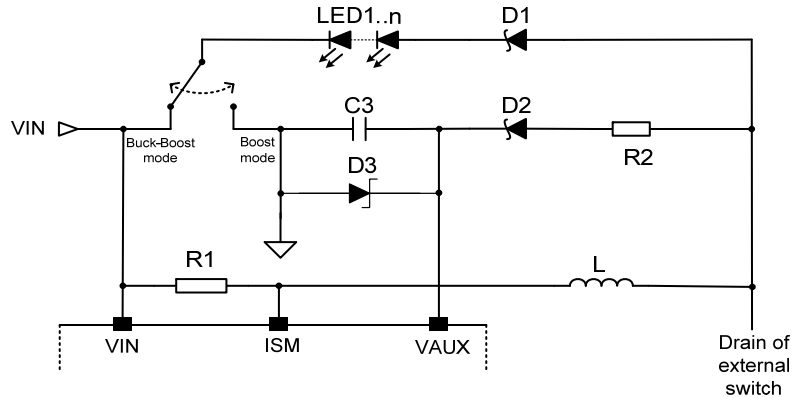 LED1..n
D1
VIN
Buck-Boost
mode
Boost
mode
C3
D2
R2
D3
R1
L
VIN
ISM
VAUX
Drain of
external
switch